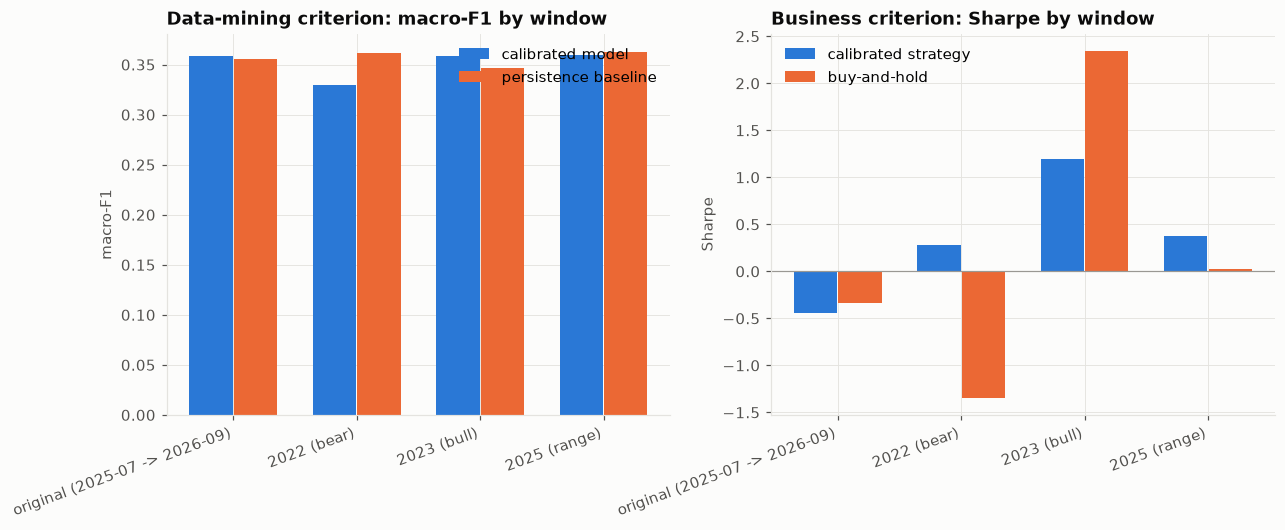 Data-mining criterion: macro-F1 by window
calibrated model
persistence baseline
macro-F1
0.35
0.30
0.25
0.20
0.15
0.10
0.05
0.00
original (2025-07 -> 2026-09)
2022 (bear)
2023 (bull)
2025 (range)
Business criterion: Sharpe by window
calibrated strategy
buy-and-hold
Sharpe
2.5
2.0
1.5
1.0
0.5
0.0
−0.5
−1.0
−1.5
original (2025-07 -> 2026-09)
2022 (bear)
2023 (bull)
2025 (range)